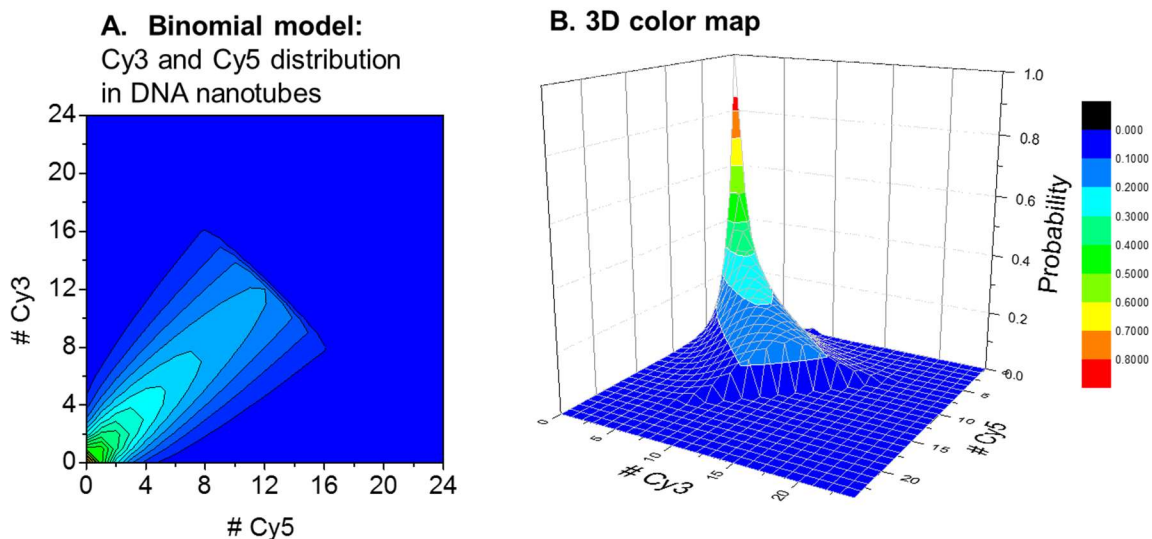 A. Binomial model:
Cy3 and Cy5 distribution
in DNA nanotubes
24
20
16
12
8
4
0
# Cy3
0 4 8 12 16 20 24
# Cy5
B. 3D color map
1.0
0.8
0.6
0.4
0.2
0.0
Probability
0 5 10 15 20
# Cy3
5
10
15
20
# Cy5
0.000
0.1000
0.2000
0.3000
0.4000
0.5000
0.6000
0.7000
0.8000